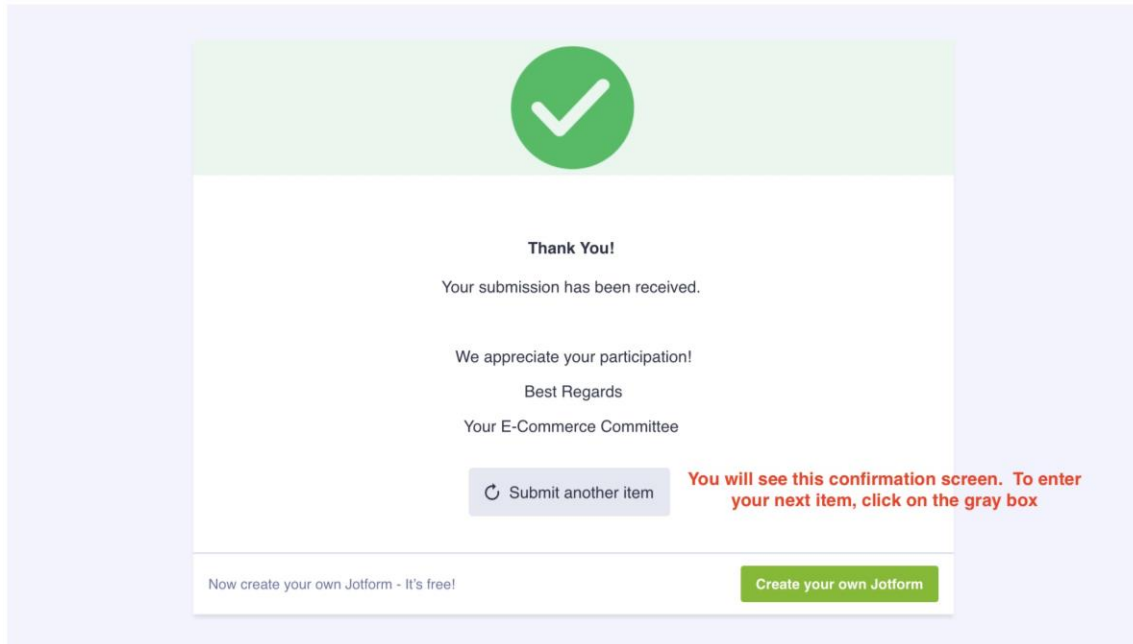 Thank You!
Your submission has been received.
We appreciate your participation!
Best Regards
Your E-Commerce Committee
Submit another item
You will see this confirmation screen.  To enter
your next item, click on the gray box
Now create your own Jotform - It's free!
Create your own Jotform